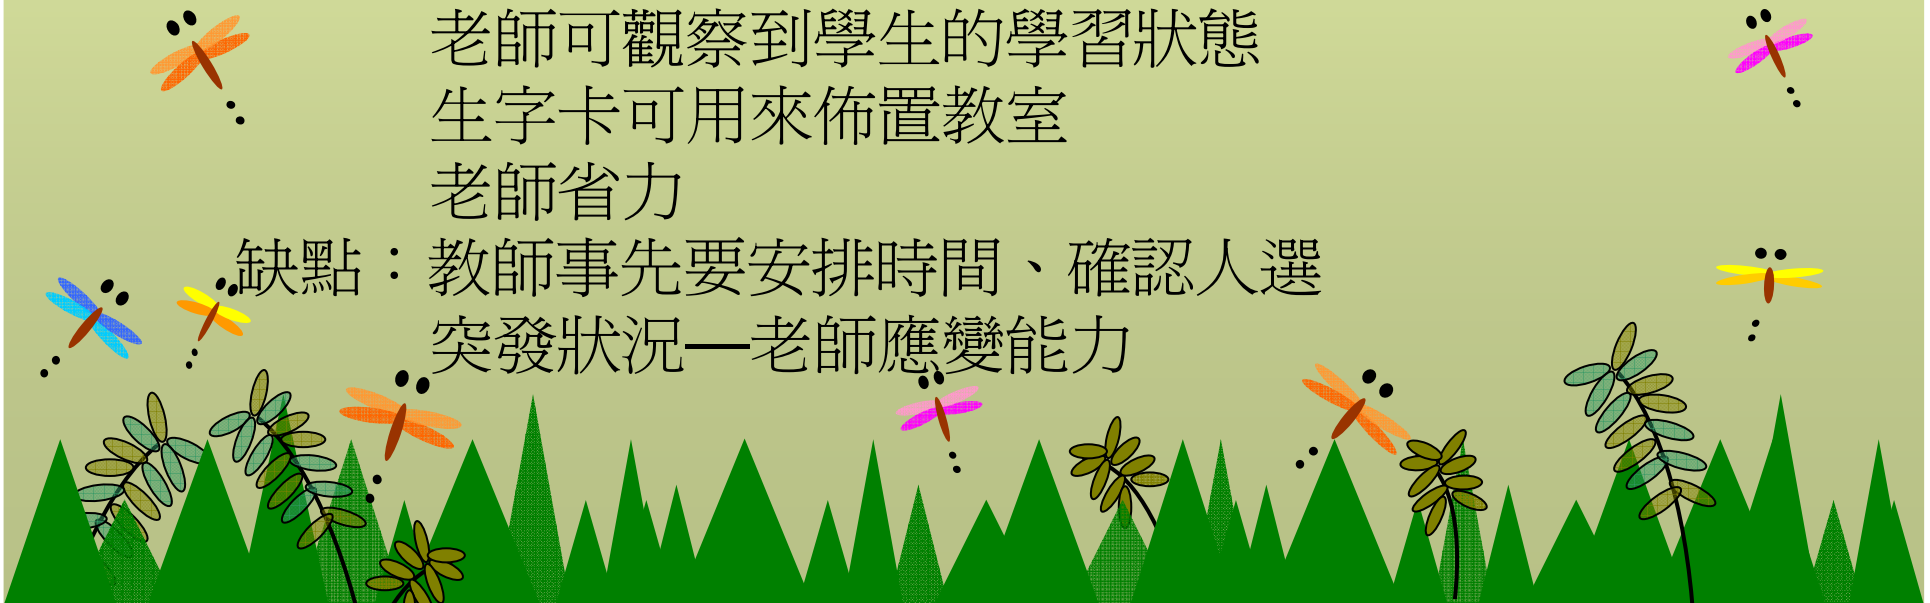 老師可觀察到學生的學習狀態
生字卡可用來佈置教室
老師省力
缺點：教師事先要安排時間、確認人選
突發狀況—老師應變能力